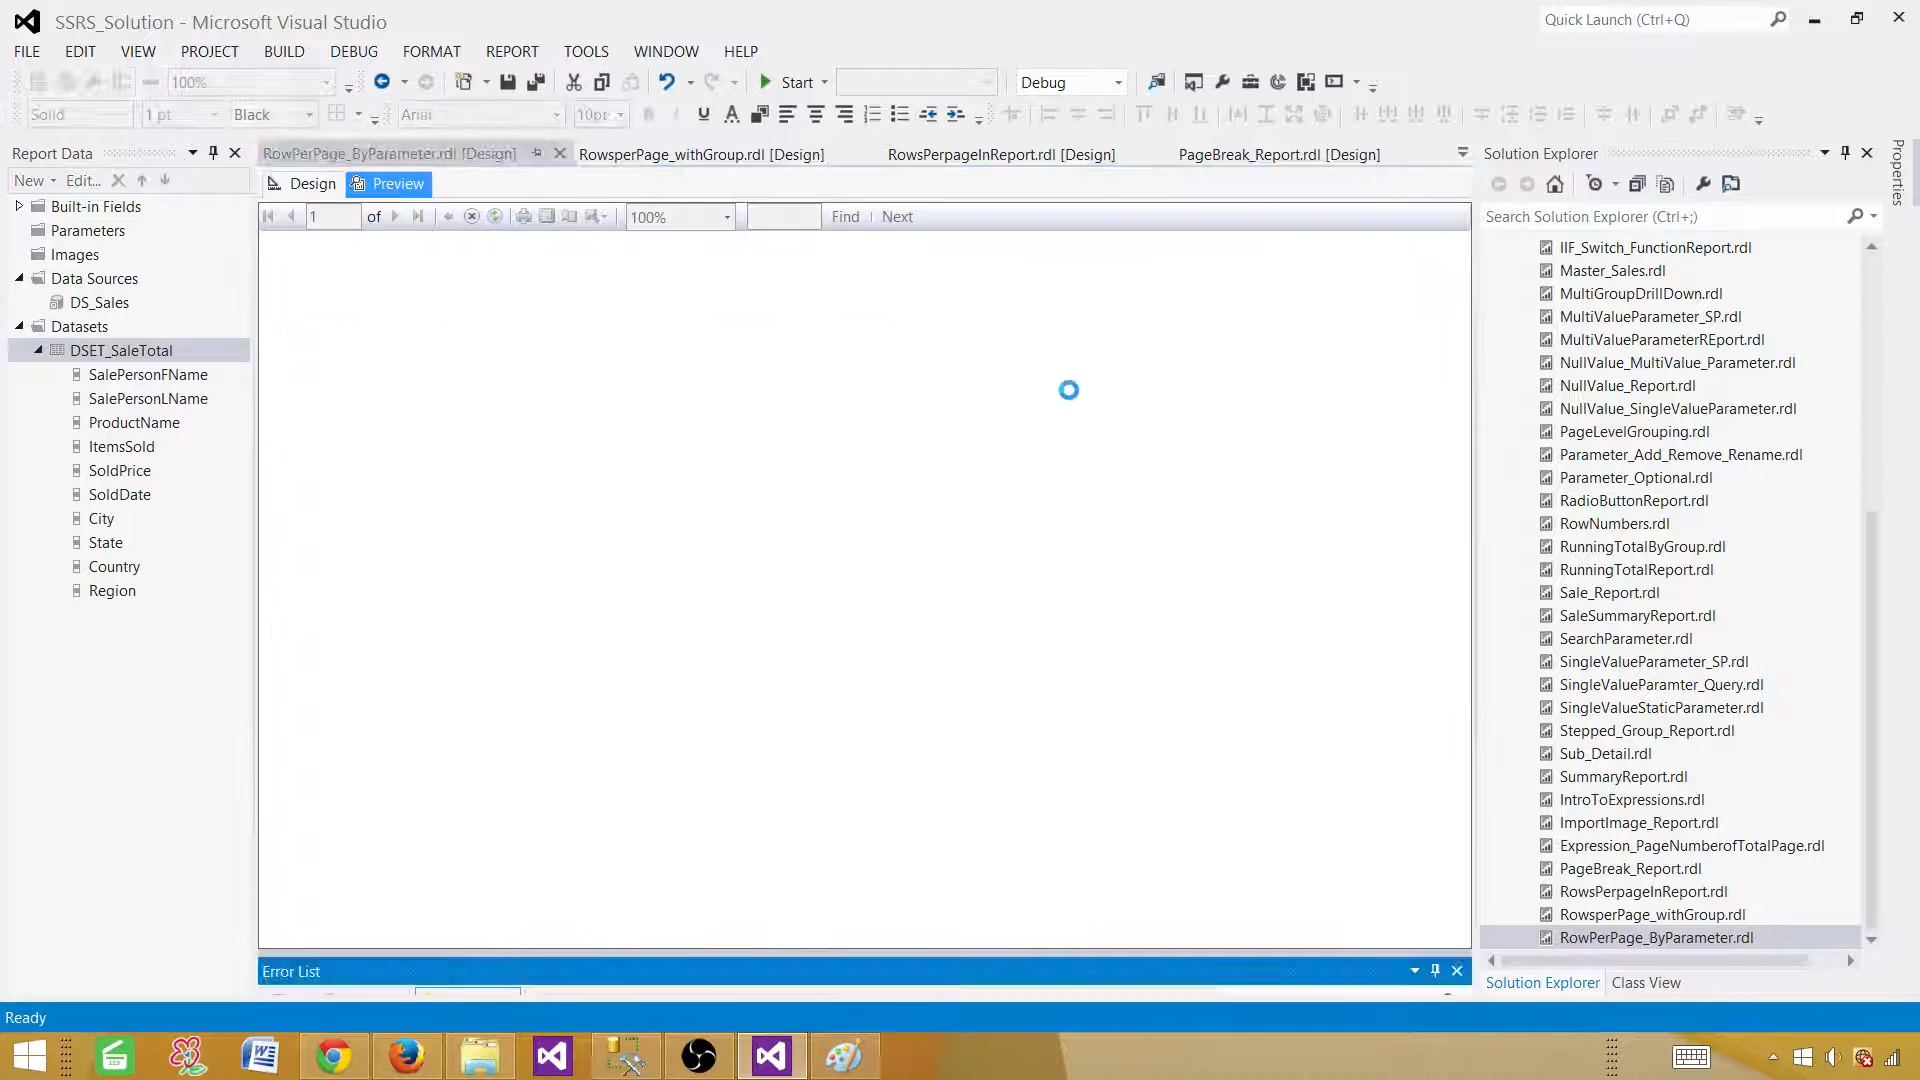 SSRS_Solution - Microsoft Visual Studio
Quick Launch (Ctrl+Q)
FILE EDIT VIEW PROJECT BUILD DEBUG FORMAT REPORT TOOLS WINDOW HELP
100%
Start
Debug
Solid
1 pt
Black
Arial
10pt
Report Data
RowPerPage_ByParameter.rdl [Design]
RowsperPage_withGroup.rdl [Design]
RowsPerpageInReport.rdl [Design]
PageBreak_Report.rdl [Design]
Solution Explorer
Properties
New Edit...
Design
Preview
1 of
100%
Find | Next
Search Solution Explorer (Ctrl+;)
Built-in Fields
Parameters
Images
Data Sources
DS_Sales
Datasets
DSET_SaleTotal
SalePersonFName
SalePersonLName
ProductName
ItemsSold
SoldPrice
SoldDate
City
State
Country
Region
IIF_Switch_FunctionReport.rdl
Master_Sales.rdl
MultiGroupDrillDown.rdl
MultiValueParameter_SP.rdl
MultiValueParameterREport.rdl
NullValue_MultiValue_Parameter.rdl
NullValue_Report.rdl
NullValue_SingleValueParameter.rdl
PageLevelGrouping.rdl
Parameter_Add_Remove_Rename.rdl
Parameter_Optional.rdl
RadioButtonReport.rdl
RowNumbers.rdl
RunningTotalByGroup.rdl
RunningTotalReport.rdl
Sale_Report.rdl
SaleSummaryReport.rdl
SearchParameter.rdl
SingleValueParameter_SP.rdl
SingleValueParamter_Query.rdl
SingleValueStaticParameter.rdl
Stepped_Group_Report.rdl
Sub_Detail.rdl
SummaryReport.rdl
IntroToExpressions.rdl
ImportImage_Report.rdl
Expression_PageNumberofTotalPage.rdl
PageBreak_Report.rdl
RowsPerpageInReport.rdl
RowsperPage_withGroup.rdl
RowPerPage_ByParameter.rdl
Error List
Solution Explorer
Class View
Ready